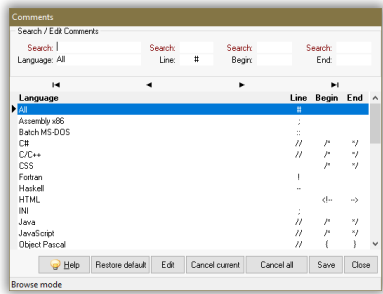 Comments
Search / Edit Comments
Search: Search: Search: Search:
Language: All Line: # Begin: End:
Language Line Begin End
All #
Assembly x86 ;
Batch MS-DOS ::
C# // /* */
C/C++ // /* */
CSS /* */
Fortran !
Haskell --
HTML <!-- -->
INI ;
Java // /* */
JavaScript // /* */
Object Pascal // { }
Help Restore default Edit Cancel current Cancel all Save Close
Browse mode